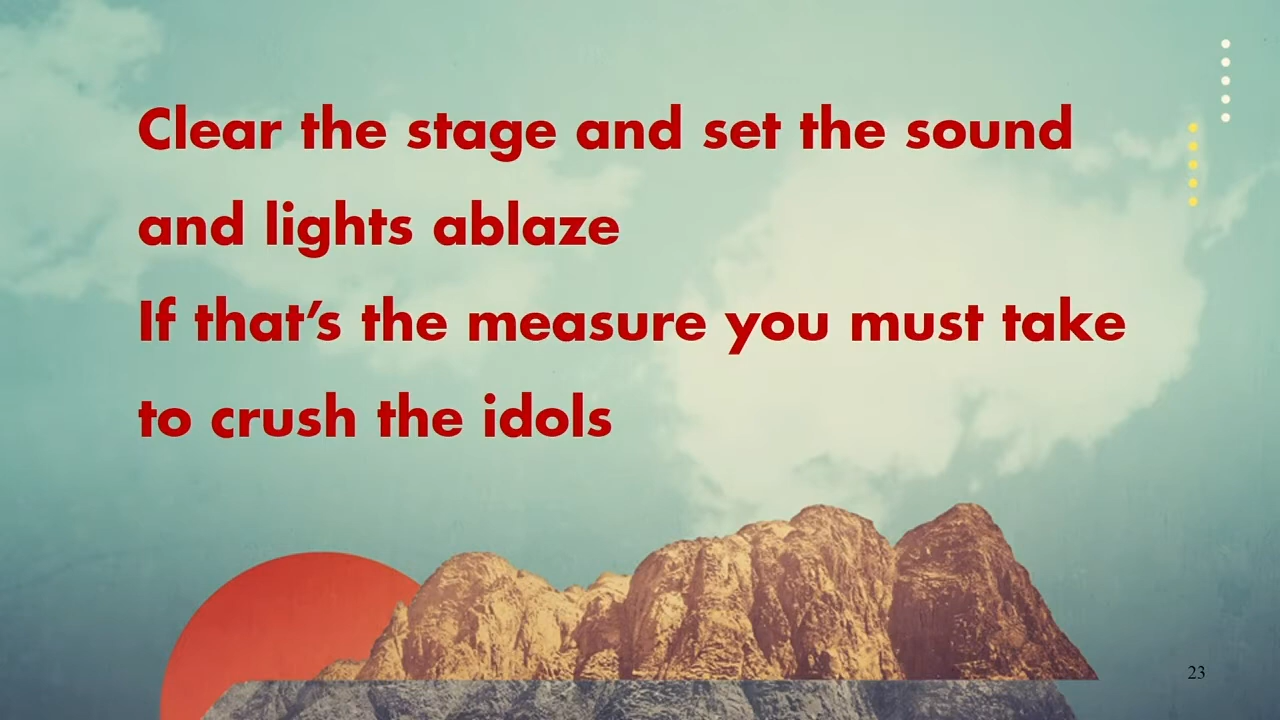 Clear the stage and set the sound
and lights ablaze
If that’s the measure you must take
to crush the idols
23